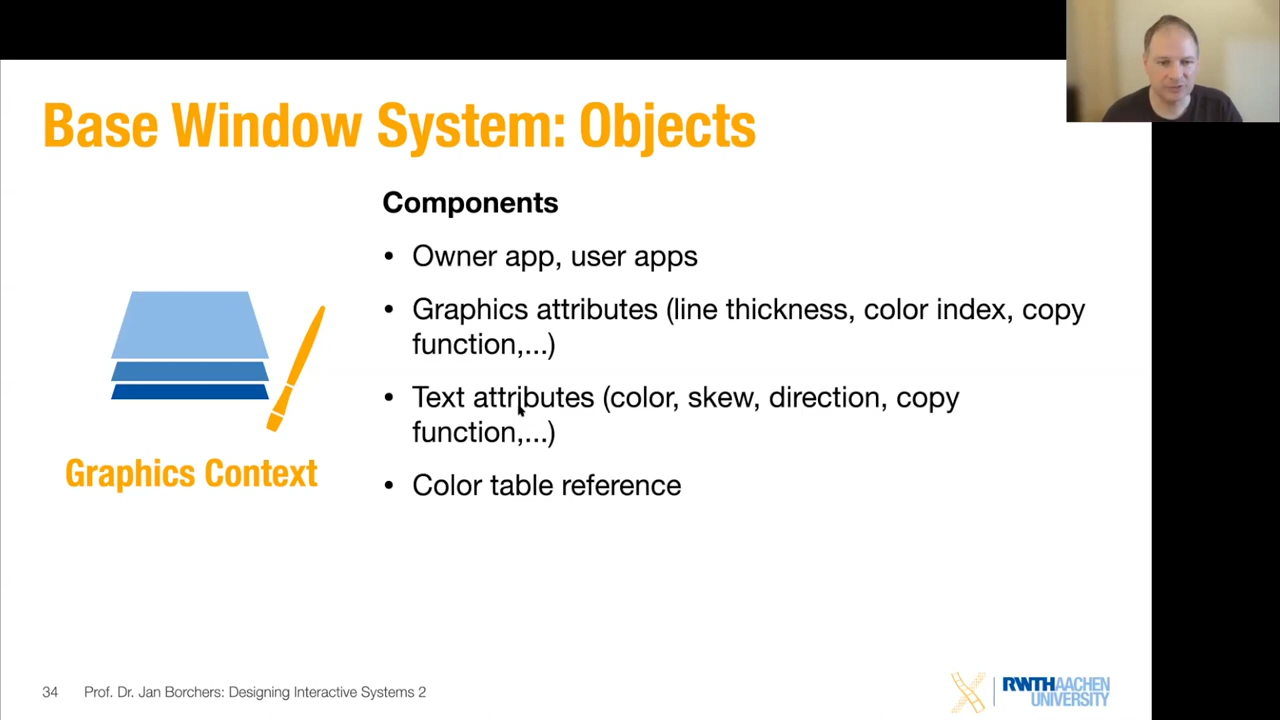 Base Window System: Objects
Components
• Owner app, user apps
• Graphics attributes (line thickness, color index, copy
function,...)
• Text attributes (color, skew, direction, copy
function,...)
• Color table reference
Graphics Context
34 Prof. Dr. Jan Borchers: Designing Interactive Systems 2
RWTHAACHEN
UNIVERSITY